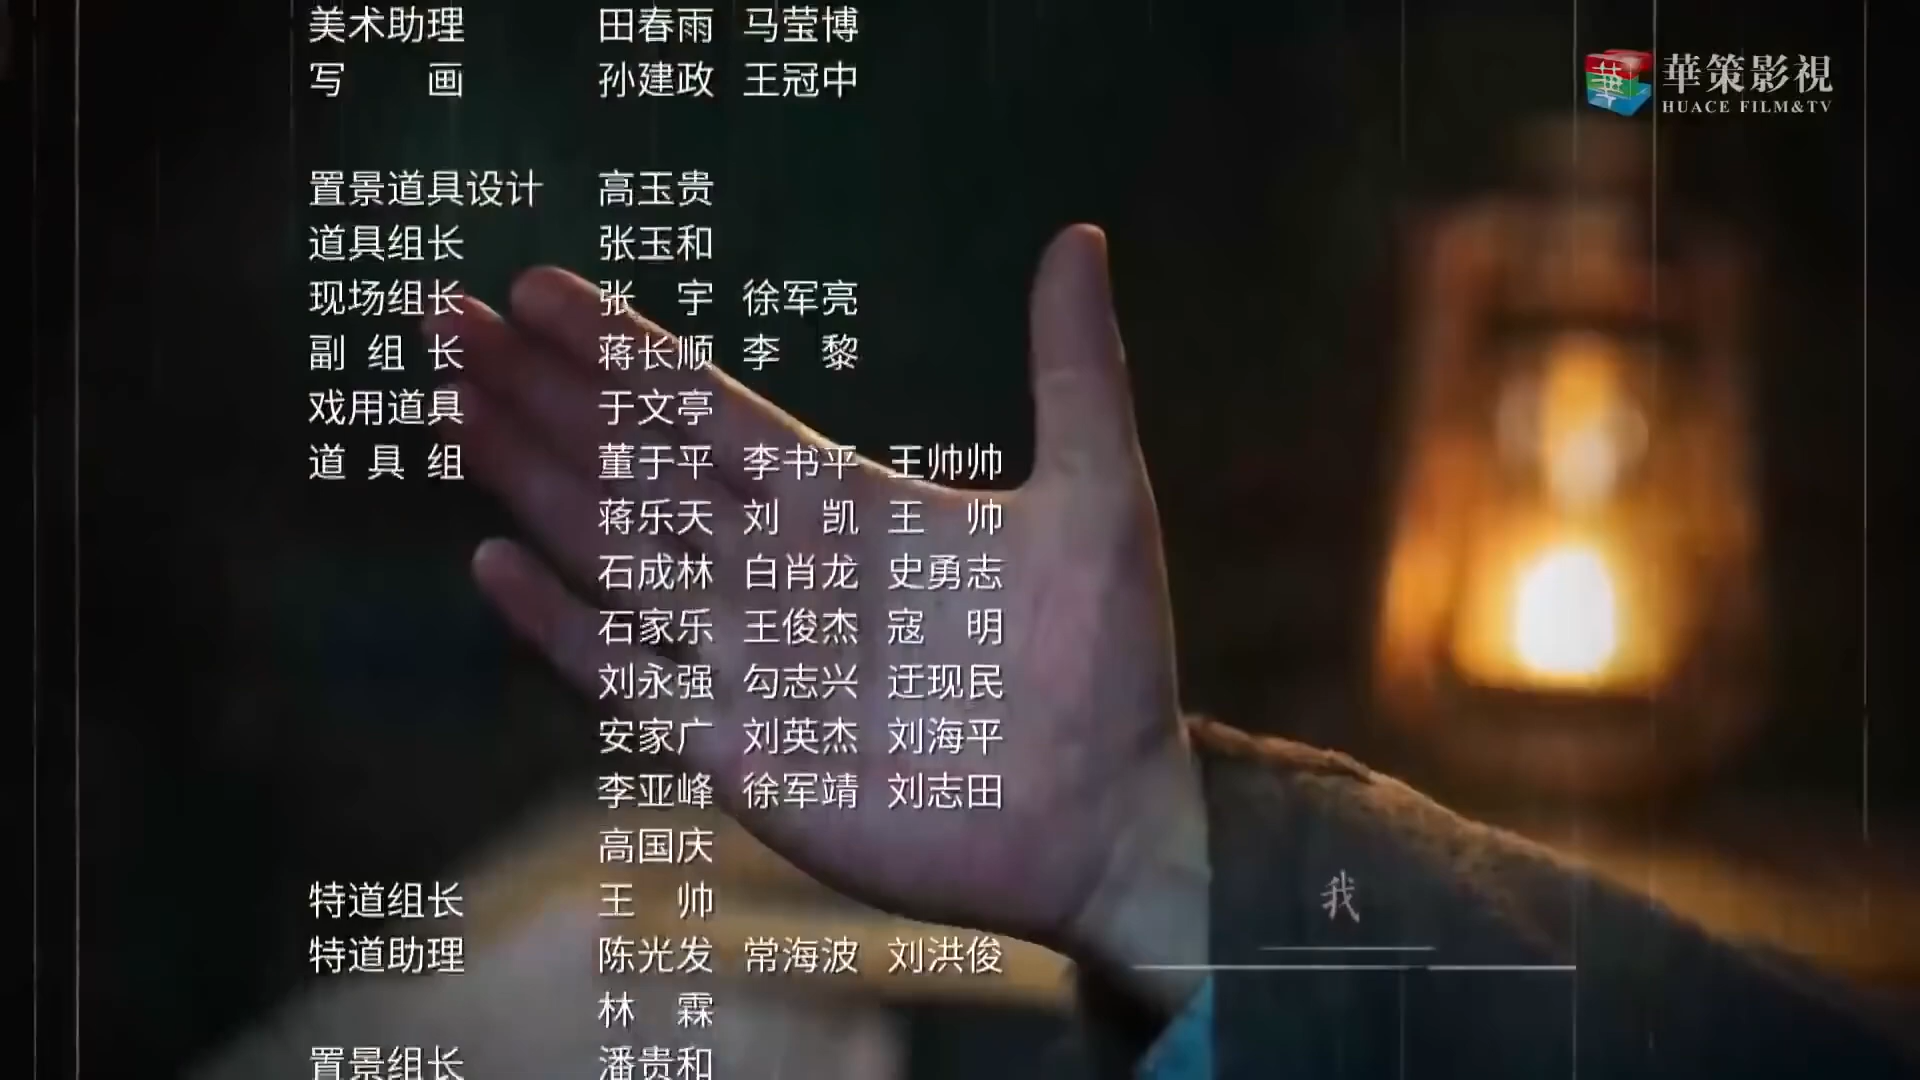 美术助理 田春雨 马莹博
写 画 孙建政 王冠中
華策影視
HUACE FILM&TV
置景道具设计 高玉贵
道具组长 张玉和
现场组长 张 宇 徐军亮
副组长 蒋长顺 李 黎
戏用道具 于文亭
道具组 董于平 李书平 王帅帅
蒋乐天 刘 凯 王 帅
石成林 白肖龙 史勇志
石家乐 王俊杰 寇 明
刘永强 勾志兴 迂现民
安家广 刘英杰 刘海平
李亚峰 徐军靖 刘志田
高国庆
特道组长 王 帅
我
特道助理 陈光发 常海波 刘洪俊
林 霖
置景组长 潘贵和